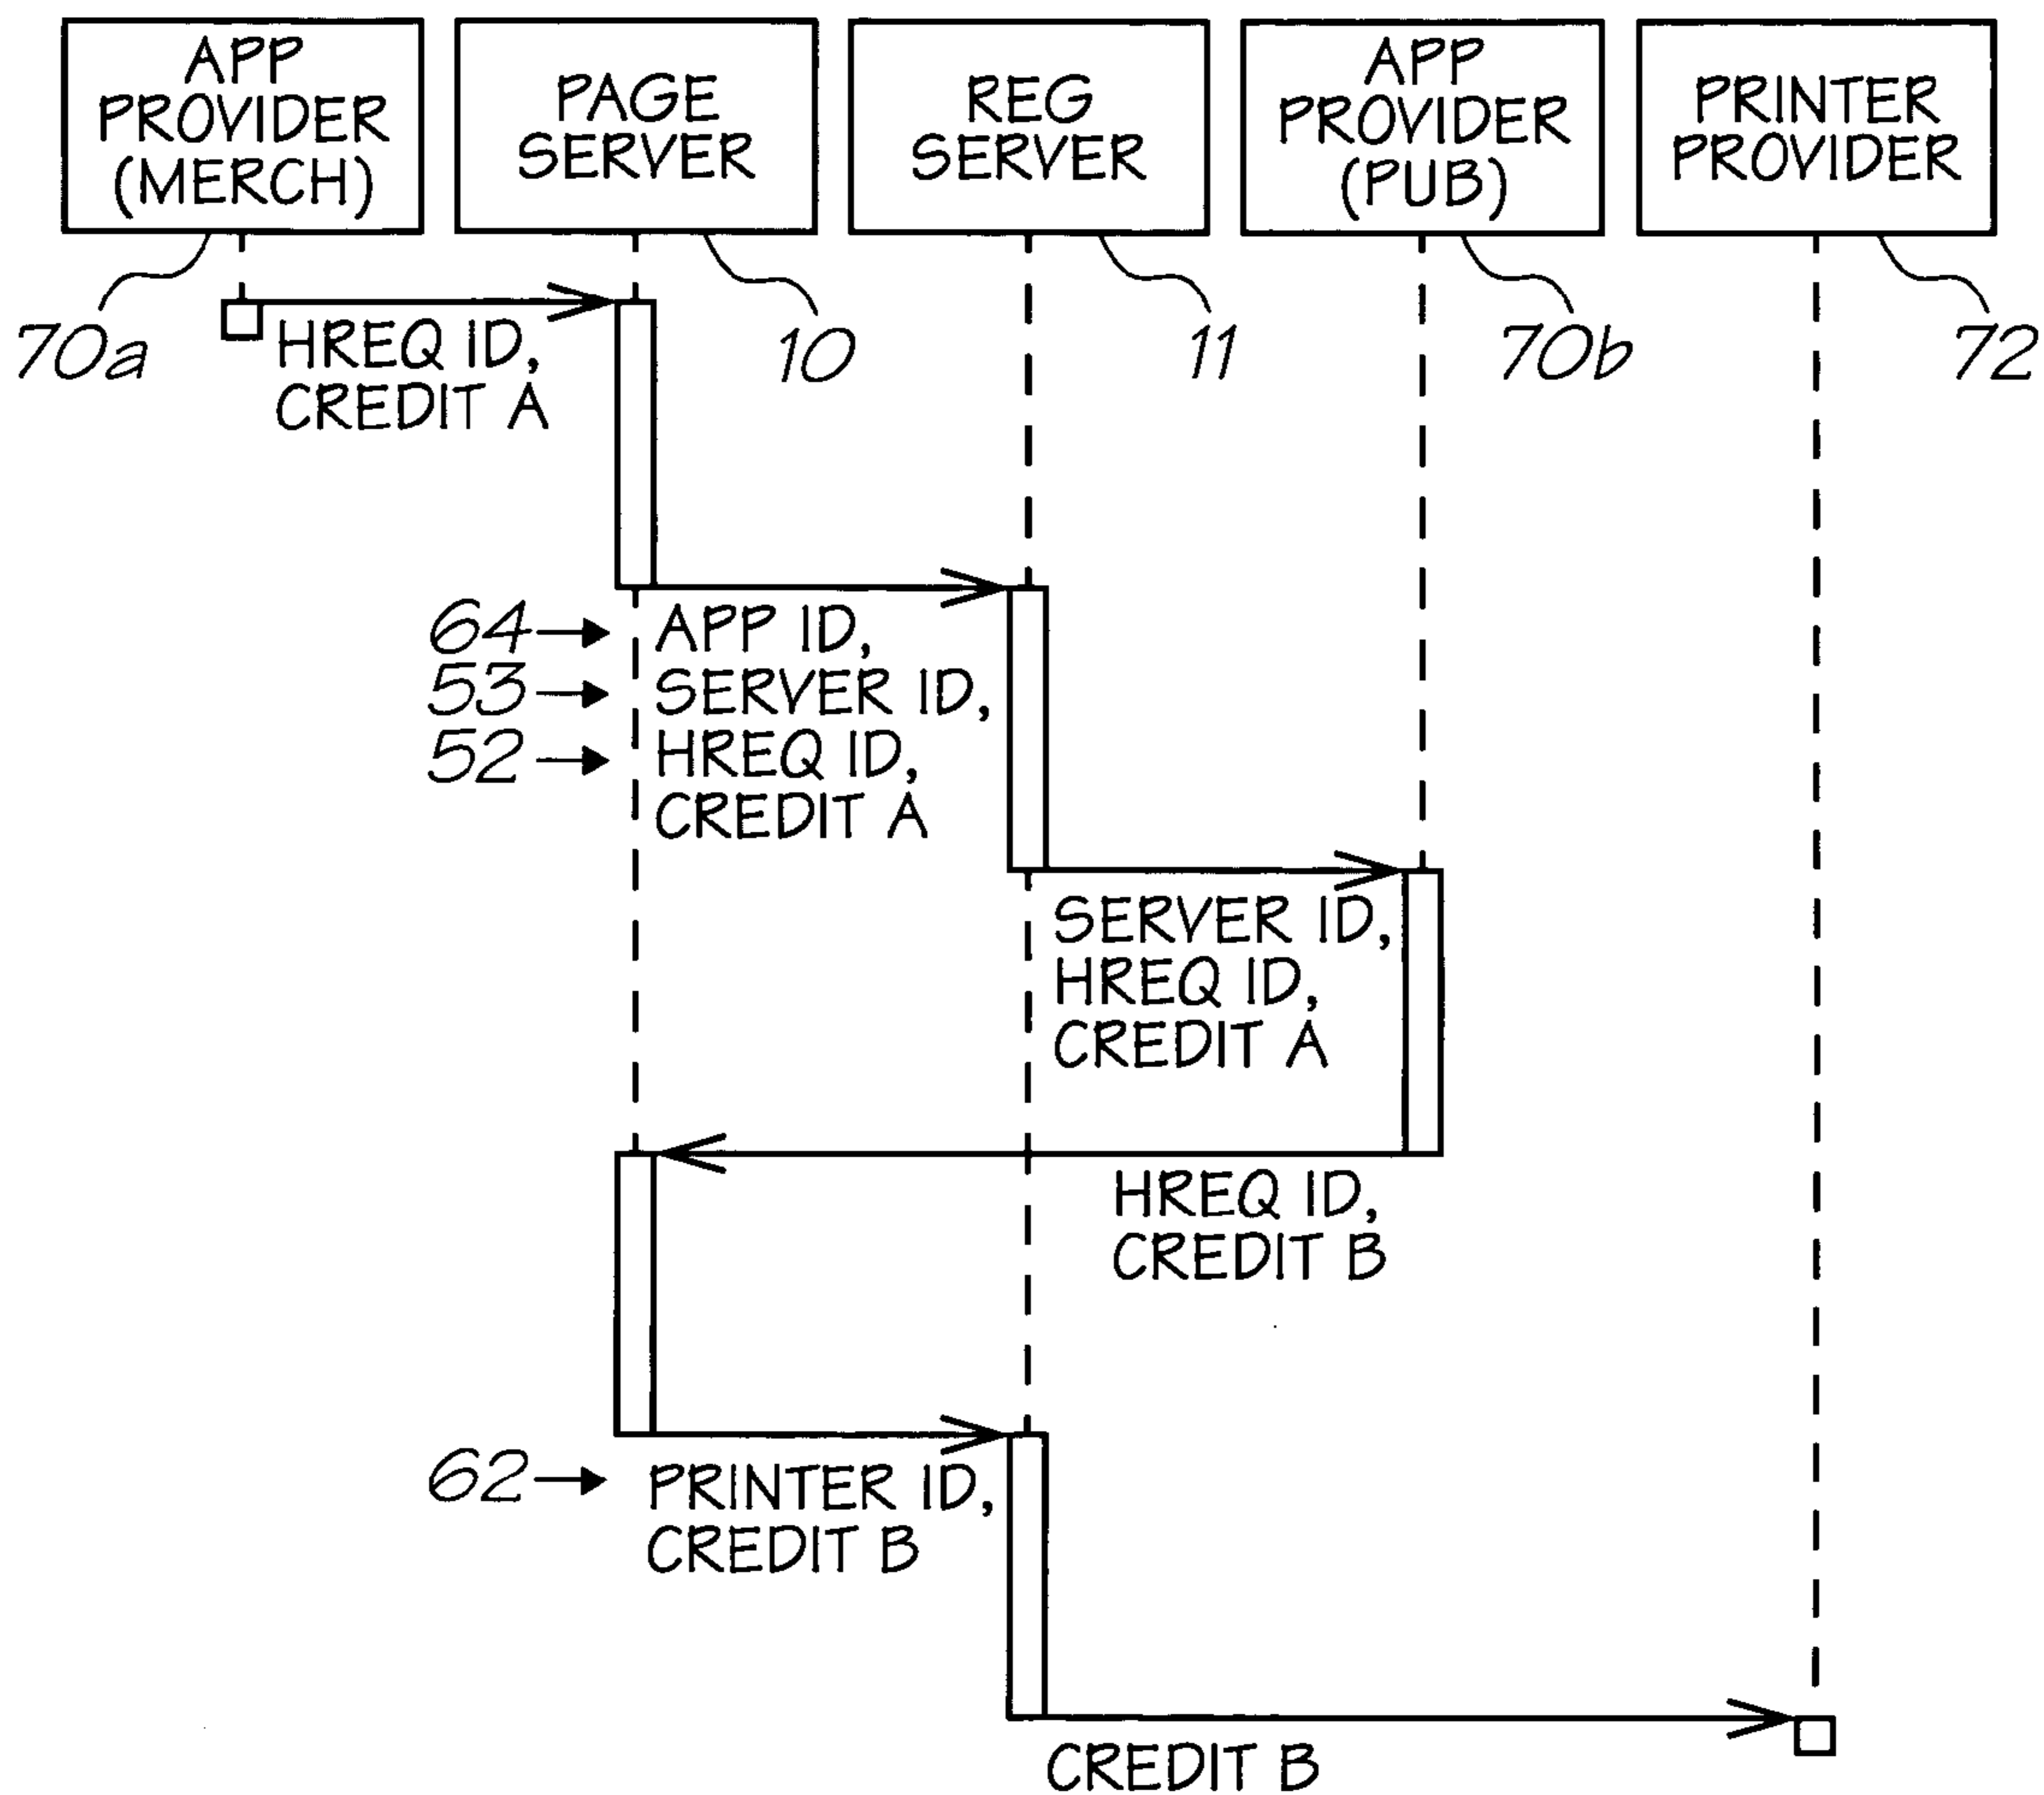 APP
PROVIDER
(MERCH)
PAGE
SERVER
REG
SERVER
APP
PROVIDER
(PUB)
PRINTER
PROVIDER
70a
10
11
70b
72
HREQ ID,
CREDIT A
64 APP ID,
53 SERVER ID,
52 HREQ ID,
CREDIT A
SERVER ID,
HREQ ID,
CREDIT A
HREQ ID,
CREDIT B
62 PRINTER ID,
CREDIT B
CREDIT B